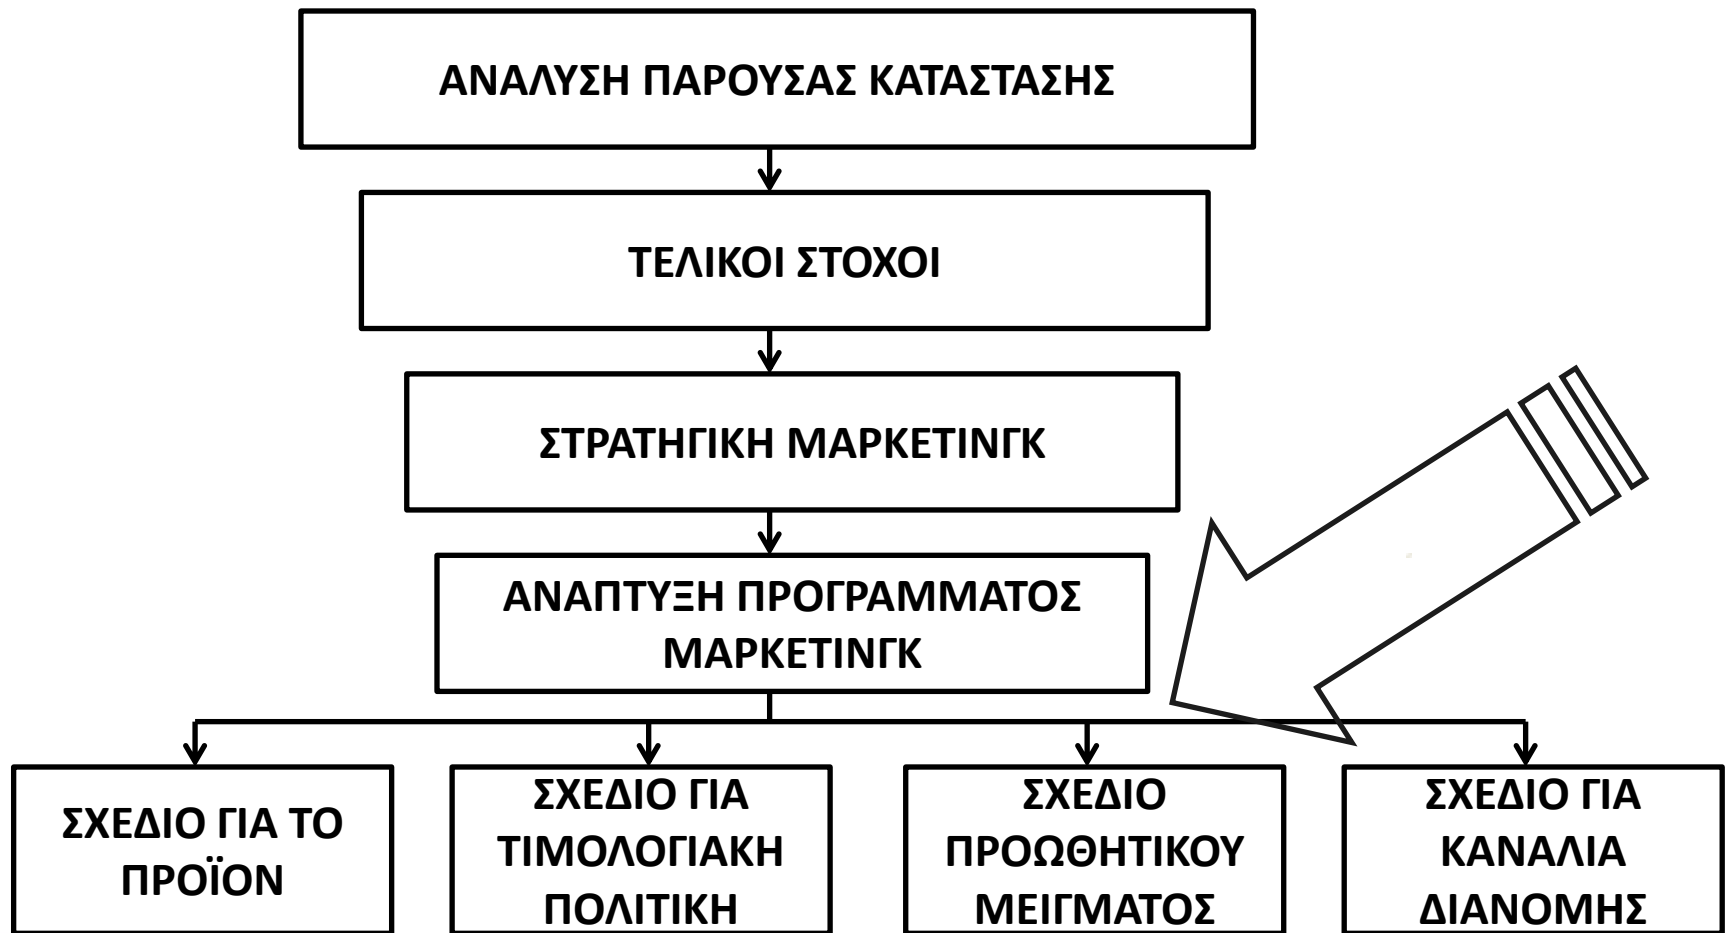 ΑΝΑΛΥΣΗ ΠΑΡΟΥΣΑΣ ΚΑΤΑΣΤΑΣΗΣ
ΤΕΛΙΚΟΙ ΣΤΟΧΟΙ
ΣΤΡΑΤΗΓΙΚΗ ΜΑΡΚΕΤΙΝΓΚ
ΑΝΑΠΤΥΞΗ ΠΡΟΓΡΑΜΜΑΤΟΣ
ΜΑΡΚΕΤΙΝΓΚ
ΣΧΕΔΙΟ ΓΙΑ ΤΟ
ΠΡΟΪΟΝ
ΣΧΕΔΙΟ ΓΙΑ
ΤΙΜΟΛΟΓΙΑΚΗ
ΠΟΛΙΤΙΚΗ
ΣΧΕΔΙΟ
ΠΡΟΩΘΗΤΙΚΟΥ
ΜΕΙΓΜΑΤΟΣ
ΣΧΕΔΙΟ ΓΙΑ
ΚΑΝΑΛΙΑ
ΔΙΑΝΟΜΗΣ